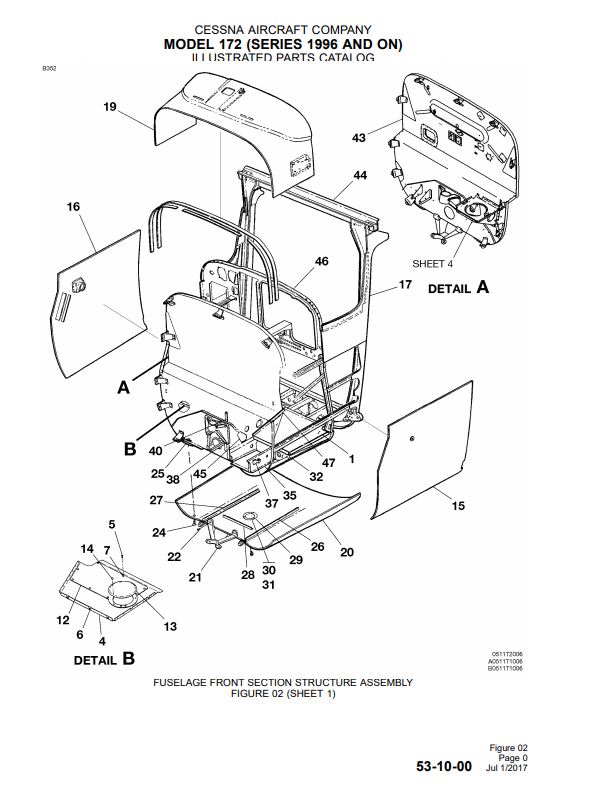 CESSNA AIRCRAFT COMPANY
MODEL 172 (SERIES 1996 AND ON)
ILLUSTRATED PARTS CATALOG
B362
19
43
44
16
46
SHEET 4
17
DETAIL A
A
B
40
25
38
45
47
1
32
35
37
15
27
24
22
21
28
30
31
29
26
20
5
14
7
12
6
4
13
DETAIL B
0511T2006
A0511T1006
B0511T1006
FUSELAGE FRONT SECTION STRUCTURE ASSEMBLY
FIGURE 02 (SHEET 1)
Figure 02
Page 0
53-10-00
Jul 1/2017